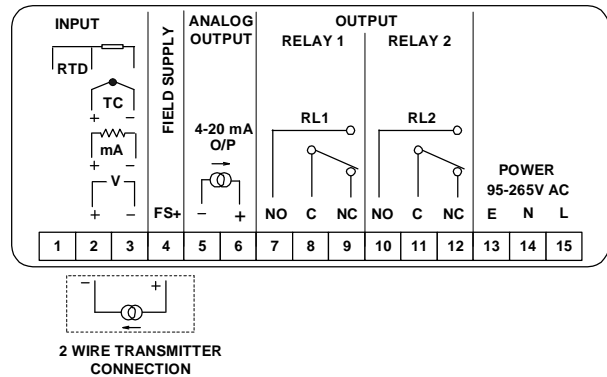 INPUT
FIELD SUPPLY
ANALOG
OUTPUT
OUTPUT
RELAY 1 RELAY 2
RTD
TC
+ −
mA
+ −
V
+ −
FS+
4-20 mA
O/P
− +
RL1
NO C NC
RL2
NO C NC
POWER
95-265V AC
E N L
1 2 3 4 5 6 7 8 9 10 11 12 13 14 15
− +
2 WIRE TRANSMITTER
CONNECTION